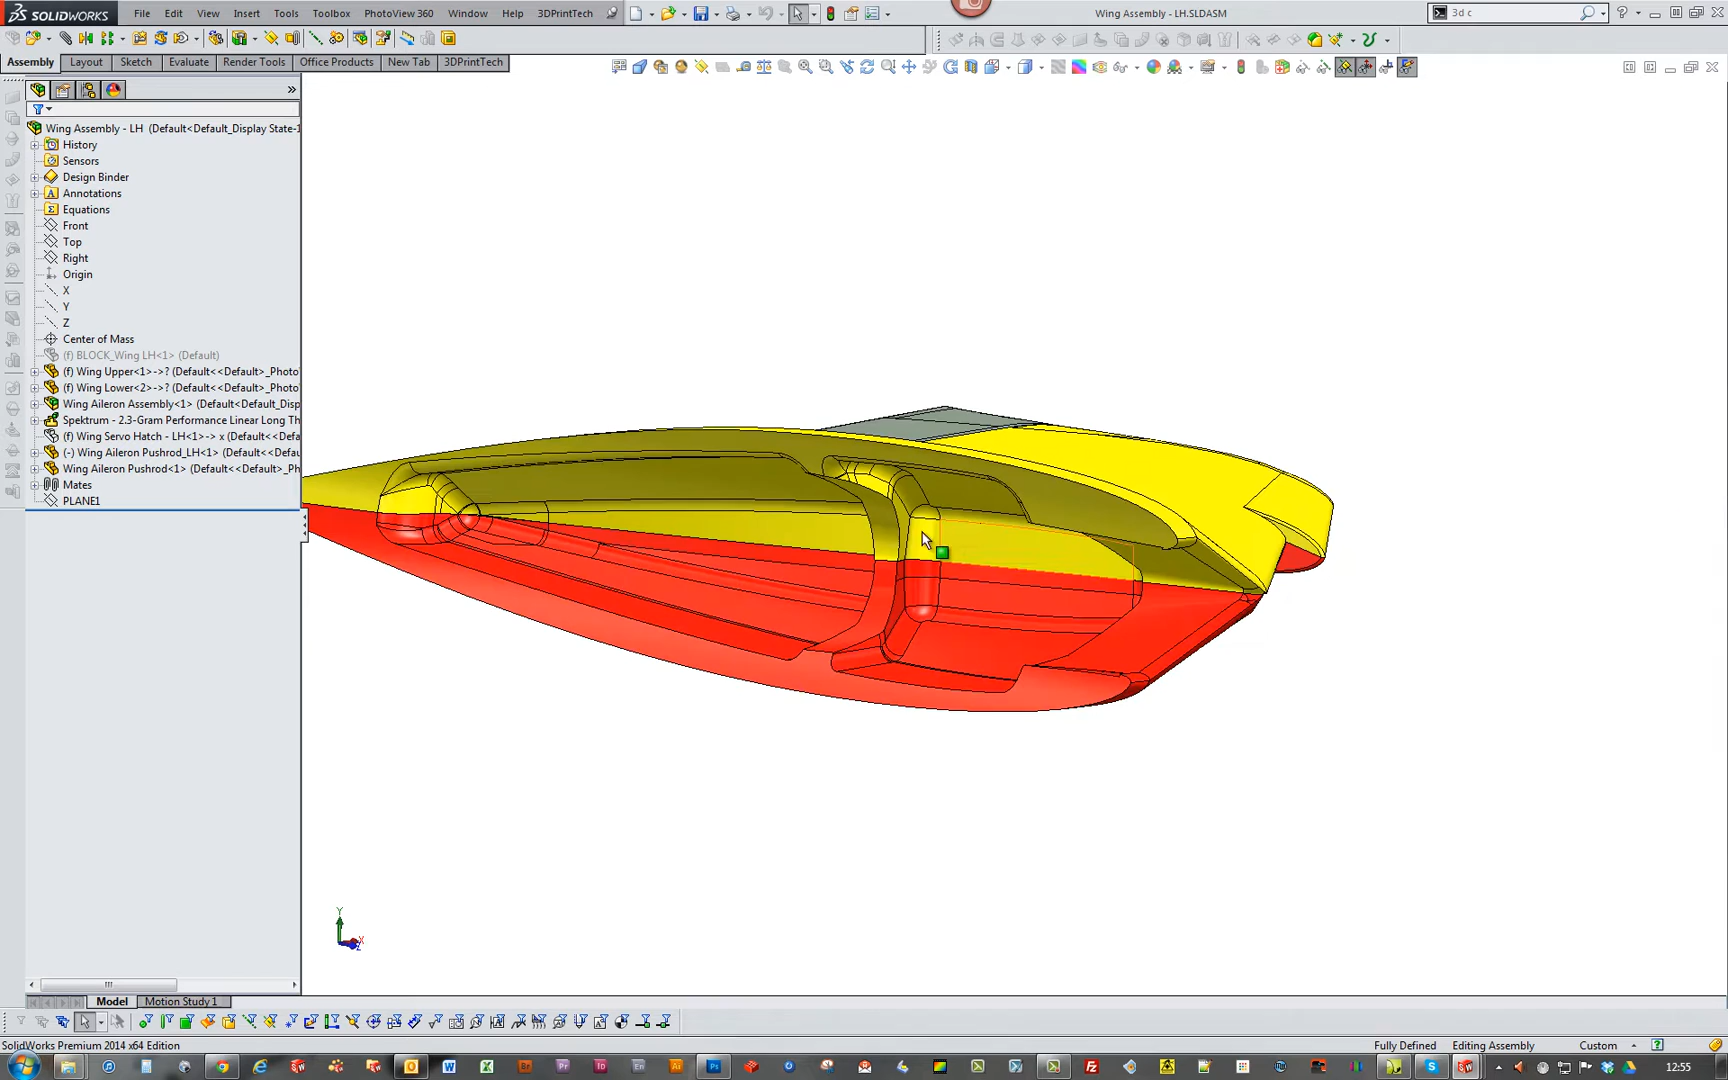 SOLIDWORKS File Edit View Insert Tools Toolbox PhotoView 360 Window Help 3DPrintTech Wing Assembly - LH.SLDASM 3d c
Assembly Layout Sketch Evaluate Render Tools Office Products New Tab 3DPrintTech
Wing Assembly - LH (Default<Default_Display State-1
History
Sensors
Design Binder
Annotations
Equations
Front
Top
Right
Origin
X
Y
Z
Center of Mass
(f) BLOCK_Wing LH<1> (Default)
(f) Wing Upper<1>->? (Default<<Default>_Photo
(f) Wing Lower<2>->? (Default<<Default>_Photo
Wing Aileron Assembly<1> (Default<Default_Disp
Spektrum - 2.3-Gram Performance Linear Long Th
(f) Wing Servo Hatch - LH<1>-> x (Default<<Defa
(-) Wing Aileron Pushrod_LH<1> (Default<<Defau
Wing Aileron Pushrod<1> (Default<<Default>_Ph
Mates
PLANE1
Y
X
Z
Model Motion Study 1
SolidWorks Premium 2014 x64 Edition Fully Defined Editing Assembly Custom
12:55